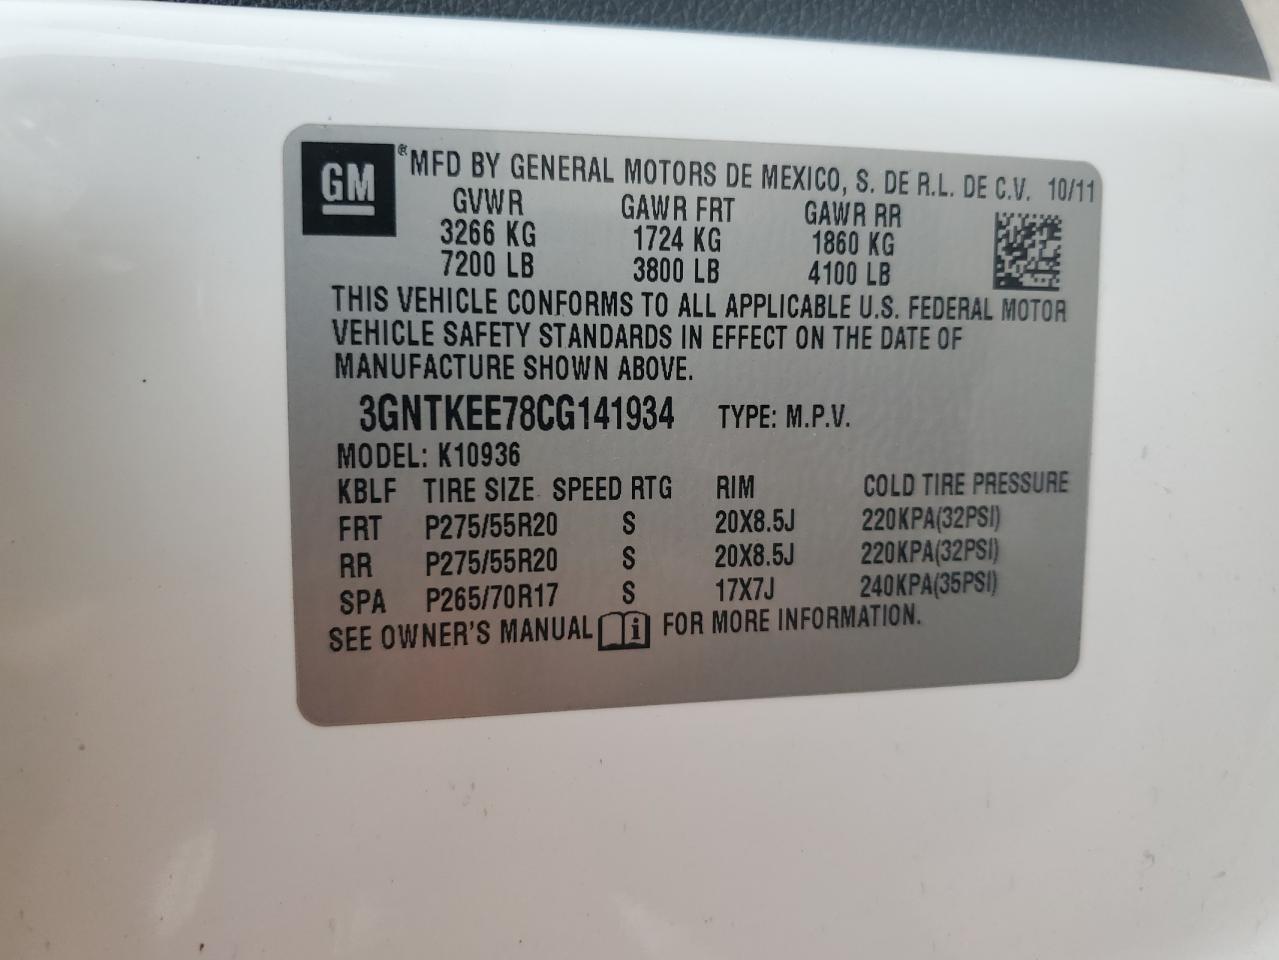 GM ® MFD BY GENERAL MOTORS DE MEXICO, S. DE R.L. DE C.V. 10/11
GVWR GAWR FRT GAWR RR
3266 KG 1724 KG 1860 KG
7200 LB 3800 LB 4100 LB
THIS VEHICLE CONFORMS TO ALL APPLICABLE U.S. FEDERAL MOTOR
VEHICLE SAFETY STANDARDS IN EFFECT ON THE DATE OF
MANUFACTURE SHOWN ABOVE.
3GNTKEE78CG141934 TYPE: M.P.V.
MODEL: K10936
KBLF TIRE SIZE SPEED RTG RIM COLD TIRE PRESSURE
FRT P275/55R20 S 20X8.5J 220KPA(32PSI)
RR P275/55R20 S 20X8.5J 220KPA(32PSI)
SPA P265/70R17 S 17X7J 240KPA(35PSI)
SEE OWNER'S MANUAL i FOR MORE INFORMATION.